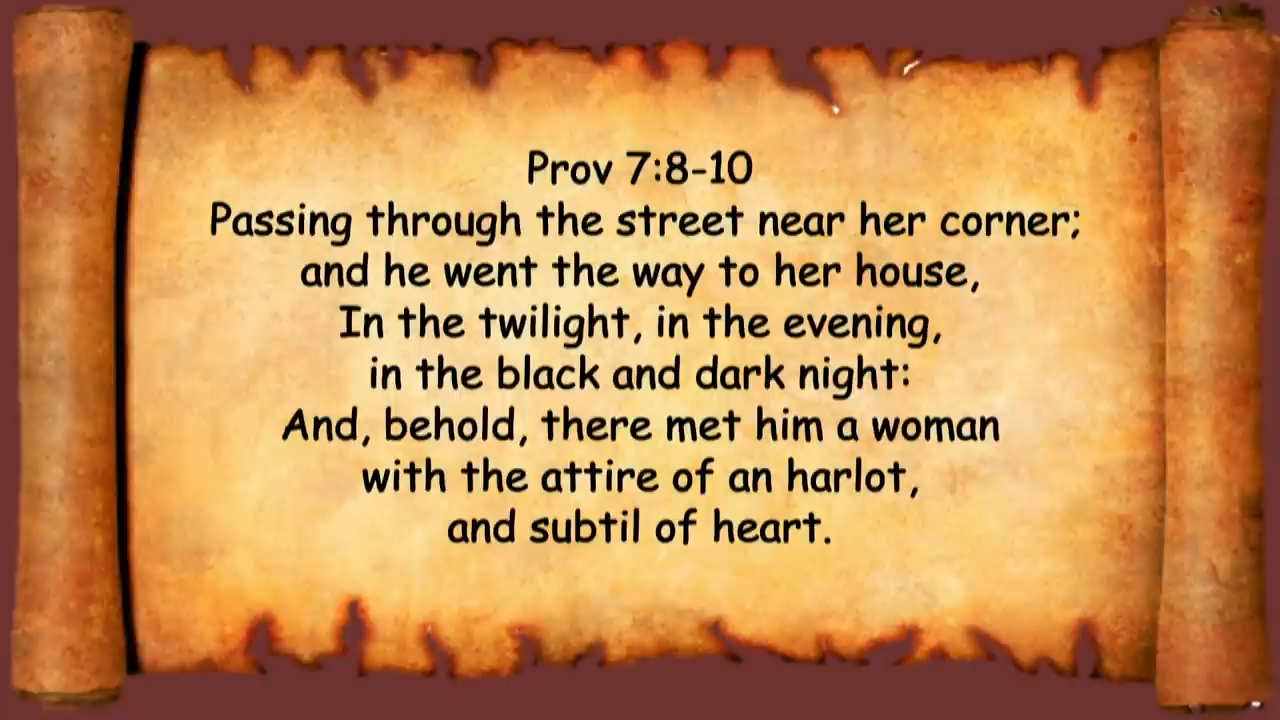 Prov 7:8-10
Passing through the street near her corner;
and he went the way to her house,
In the twilight, in the evening,
in the black and dark night:
And, behold, there met him a woman
with the attire of an harlot,
and subtil of heart.